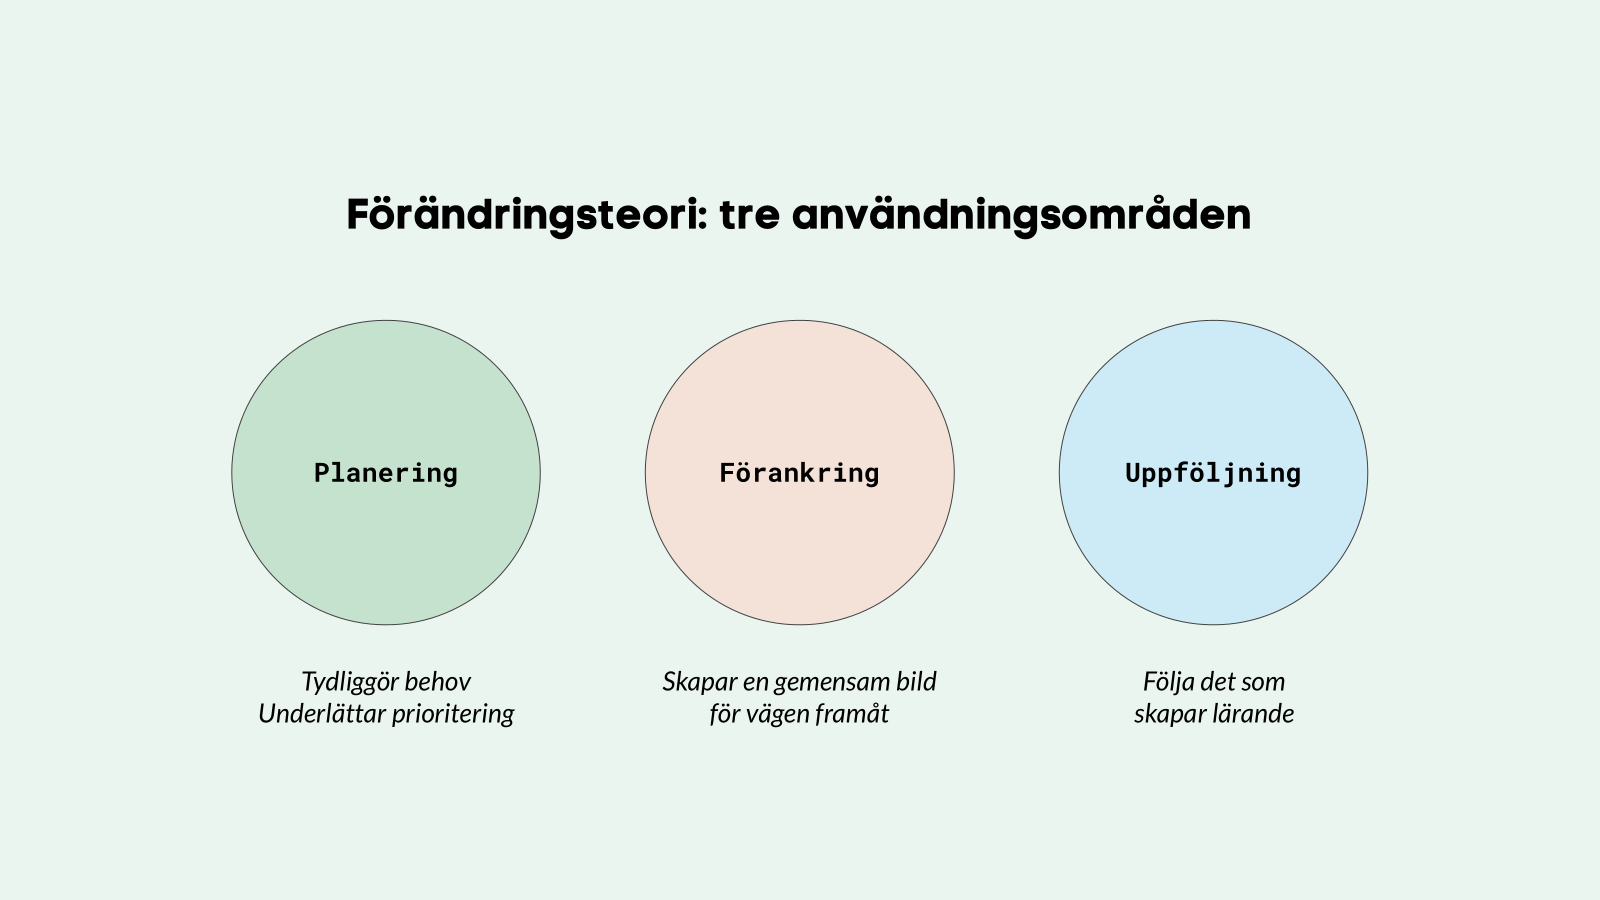 Förändringsteori: tre användningsområden
Planering
Förankring
Uppföljning
Tydliggör behov
Underlättar prioritering
Skapar en gemensam bild
för vägen framåt
Följa det som
skapar lärande